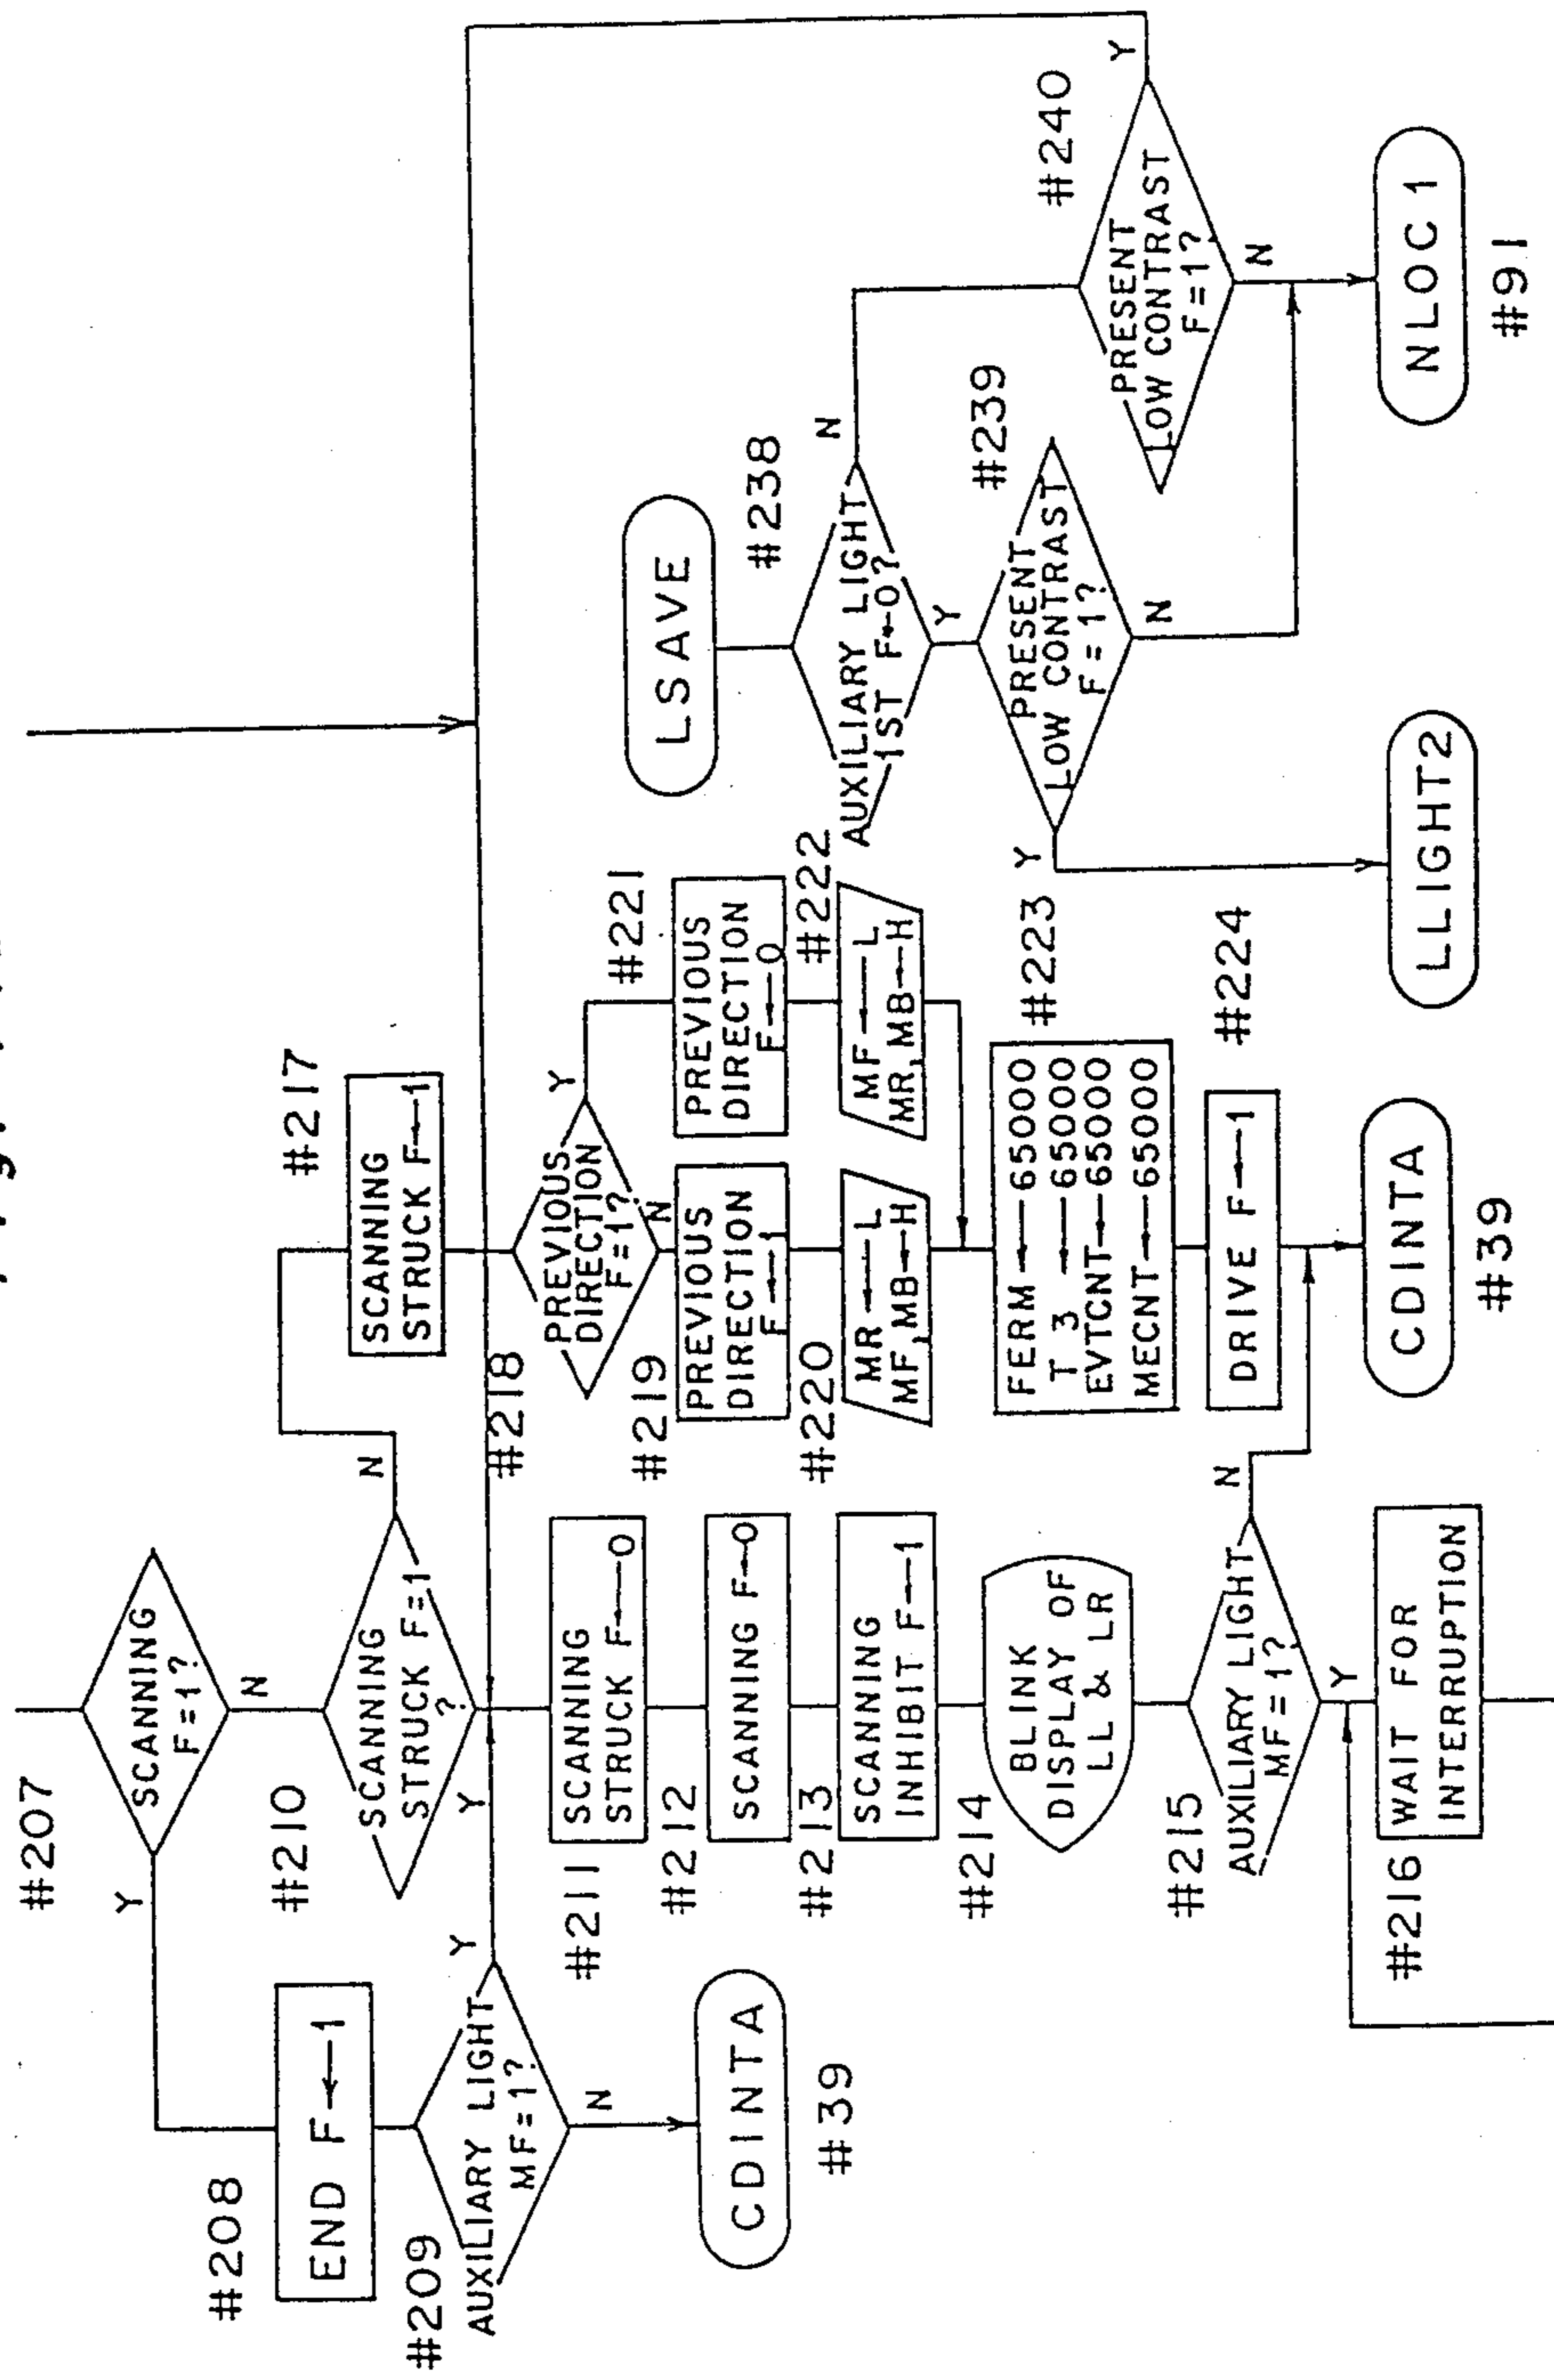 #207
SCANNING
F=1?
Y
N
#208
END F←1
#209
AUXILIARY LIGHT
MF=1?
Y
N
CDINTA
#39
#210
SCANNING
STRUCK F=1
?
Y
N
#211
SCANNING
STRUCK F←0
#212
SCANNING F←0
#213
SCANNING
INHIBIT F←1
#214
BLINK
DISPLAY OF
LL & LR
#215
AUXILIARY LIGHT
MF=1?
Y
N
#216
WAIT FOR
INTERRUPTION
#217
SCANNING
STRUCK F←1
#218
PREVIOUS
DIRECTION
F=1?
Y
N
#219
PREVIOUS
DIRECTION
F←1
#220
MR←L
MF, MB←H
#221
PREVIOUS
DIRECTION
F←0
#222
MF←L
MR, MB←H
#223
FERM←65000
T 3 ←65000
EVTCNT←65000
MECNT←65000
#224
DRIVE F←1
CDINTA
#39
LSAVE
#238
AUXILIARY LIGHT
1ST F←0?
Y
N
#239
PRESENT
LOW CONTRAST
F=1?
Y
N
LLIGHT2
#240
PRESENT
LOW CONTRAST
F=1?
Y
N
NLOC 1
#91